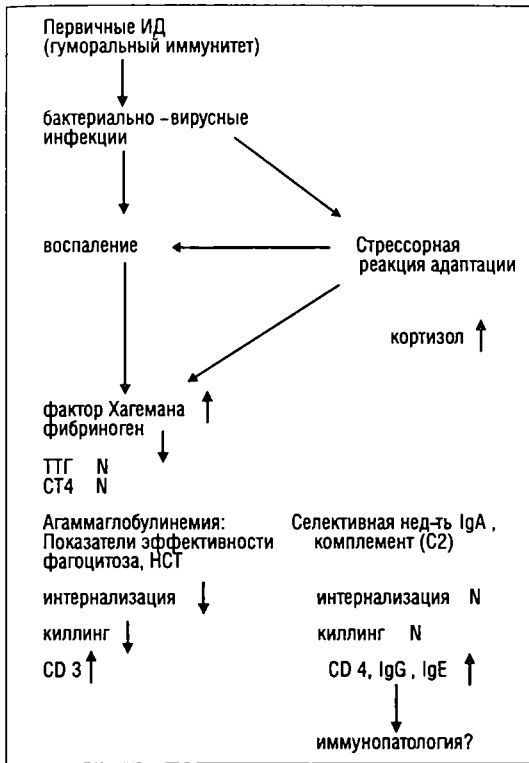 Первичные ИД
(гуморальный иммунитет)
бактериально –вирусные
инфекции
воспаление
Стрессорная
реакция адаптации
кортизол
фактор Хагемана
фибриноген
ТТГ N
СТ4 N
Агаммаглобулинемия:
Показатели эффективности
фагоцитоза, НСТ
интернализация
киллинг
CD 3
Селективная нед-ть IgA ,
комплемент (С2)
интернализация N
киллинг N
CD 4, IgG , IgE
иммунопатология?